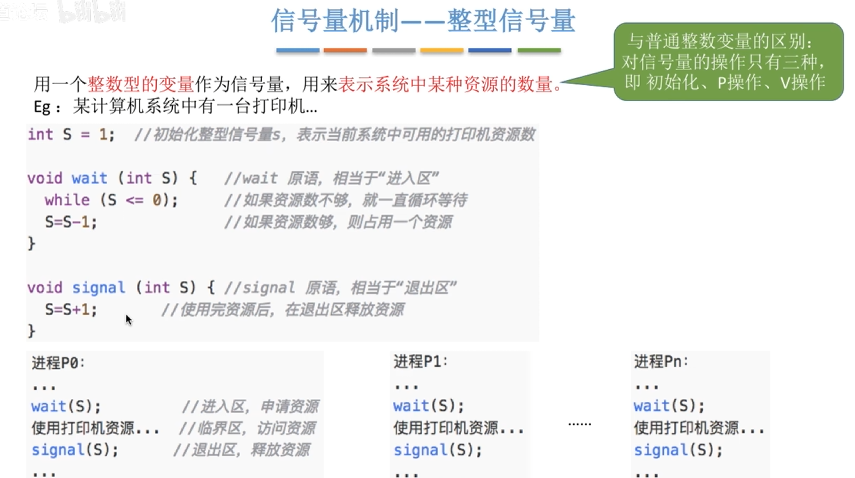 信号量机制——整型信号量
与普通整数变量的区别：
对信号量的操作只有三种，
即 初始化、P操作、V操作
用一个整数型的变量作为信号量，用来表示系统中某种资源的数量。
Eg：某计算机系统中有一台打印机...
int S = 1; //初始化整型信号量s，表示当前系统中可用的打印机资源数
void wait (int S) { //wait 原语，相当于“进入区”
while (S <= 0); //如果资源数不够，就一直循环等待
S=S-1; //如果资源数够，则占用一个资源
}
void signal (int S) { //signal 原语，相当于“退出区”
S=S+1; //使用完资源后，在退出区释放资源
}
进程P0：
...
wait(S); //进入区，申请资源
使用打印机资源... //临界区，访问资源
signal(S); //退出区，释放资源
...
进程P1：
...
wait(S);
使用打印机资源...
signal(S);
...
......
进程Pn：
...
wait(S);
使用打印机资源...
signal(S);
...